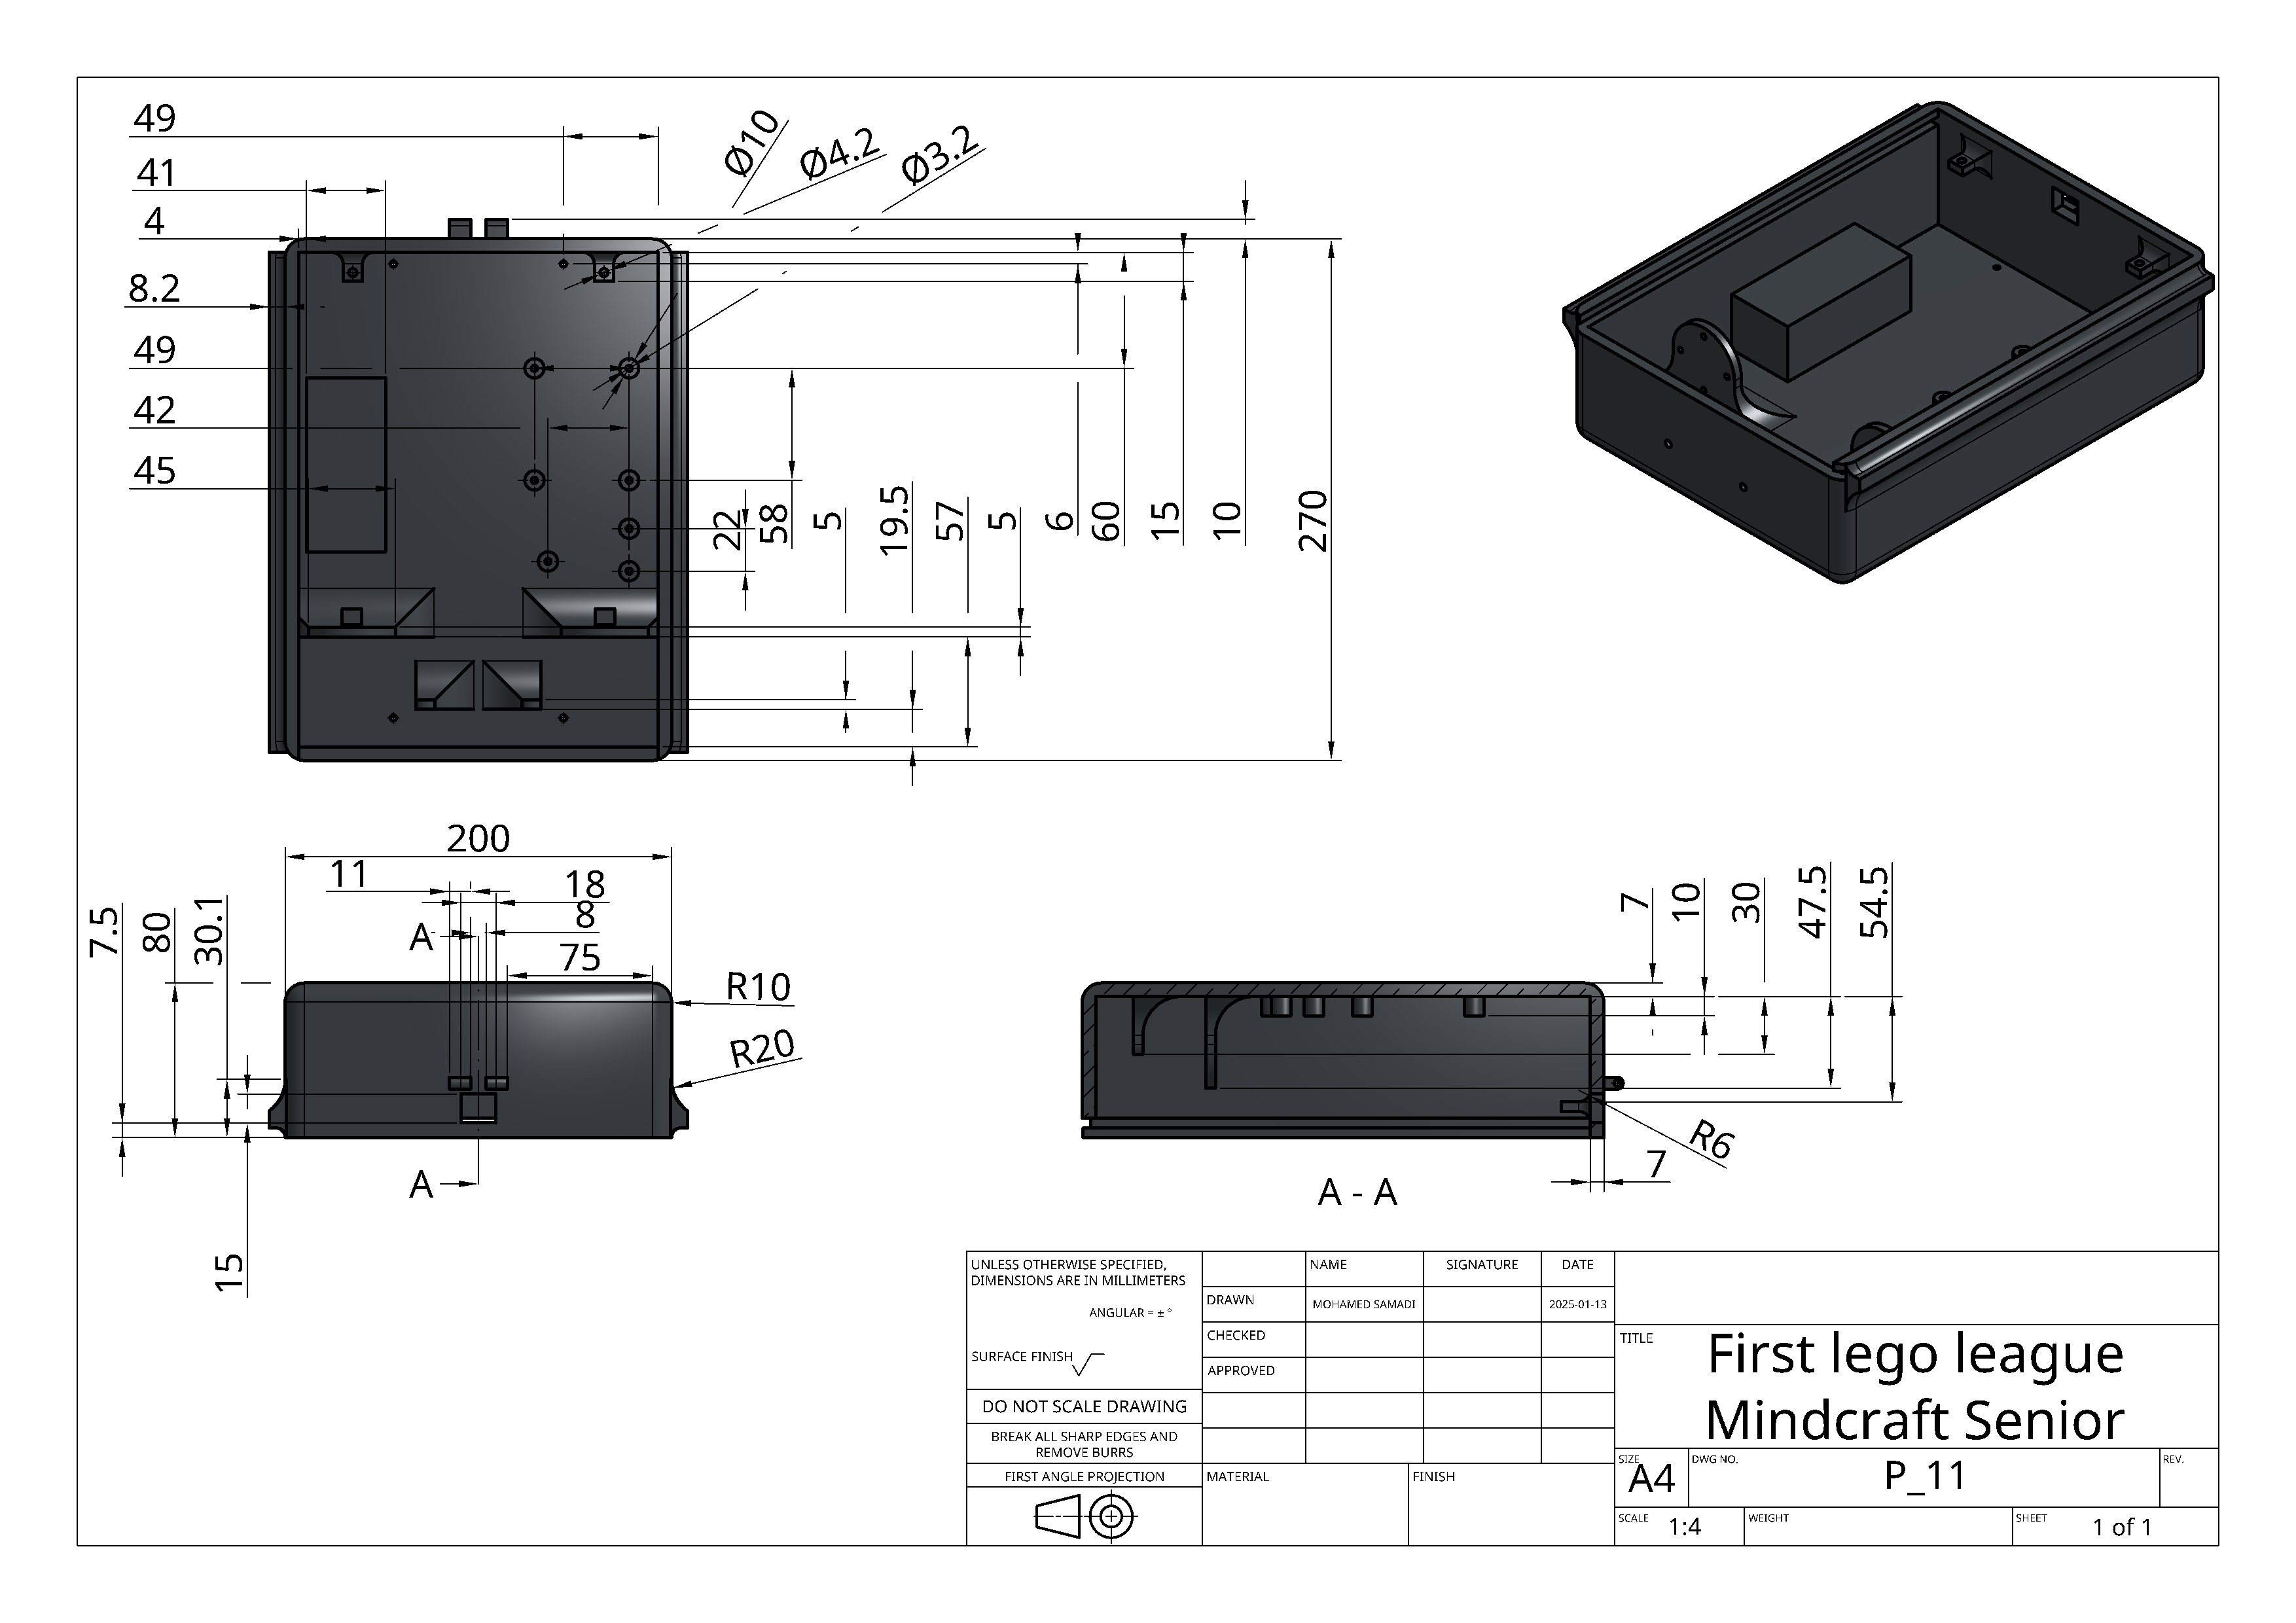 49
41
4
8.2
49
42
45
Ø10
Ø4.2
Ø3.2
22
58
5
19.5
57
5
6
60
15
10
270
200
11
18
8
75
A
A
7.5
80
30.1
15
R10
R20
7
10
30
47.5
54.5
R6
7
A - A
UNLESS OTHERWISE SPECIFIED,
DIMENSIONS ARE IN MILLIMETERS
ANGULAR = ± °
SURFACE FINISH
DO NOT SCALE DRAWING
BREAK ALL SHARP EDGES AND
REMOVE BURRS
FIRST ANGLE PROJECTION
NAME SIGNATURE DATE
DRAWN MOHAMED SAMADI 2025-01-13
CHECKED
APPROVED
MATERIAL FINISH
TITLE
First lego league
Mindcraft Senior
SIZE A4 DWG NO. P_11 REV.
SCALE 1:4 WEIGHT SHEET 1 of 1